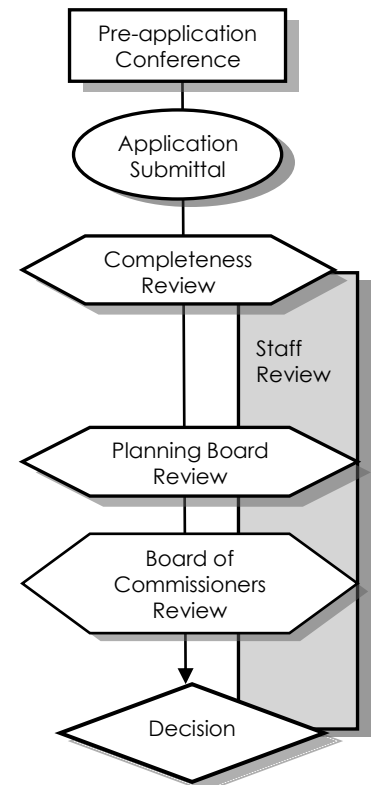 Pre-application
Conference
Application
Submittal
Completeness
Review
Staff
Review
Planning Board
Review
Board of
Commissioners
Review
Decision